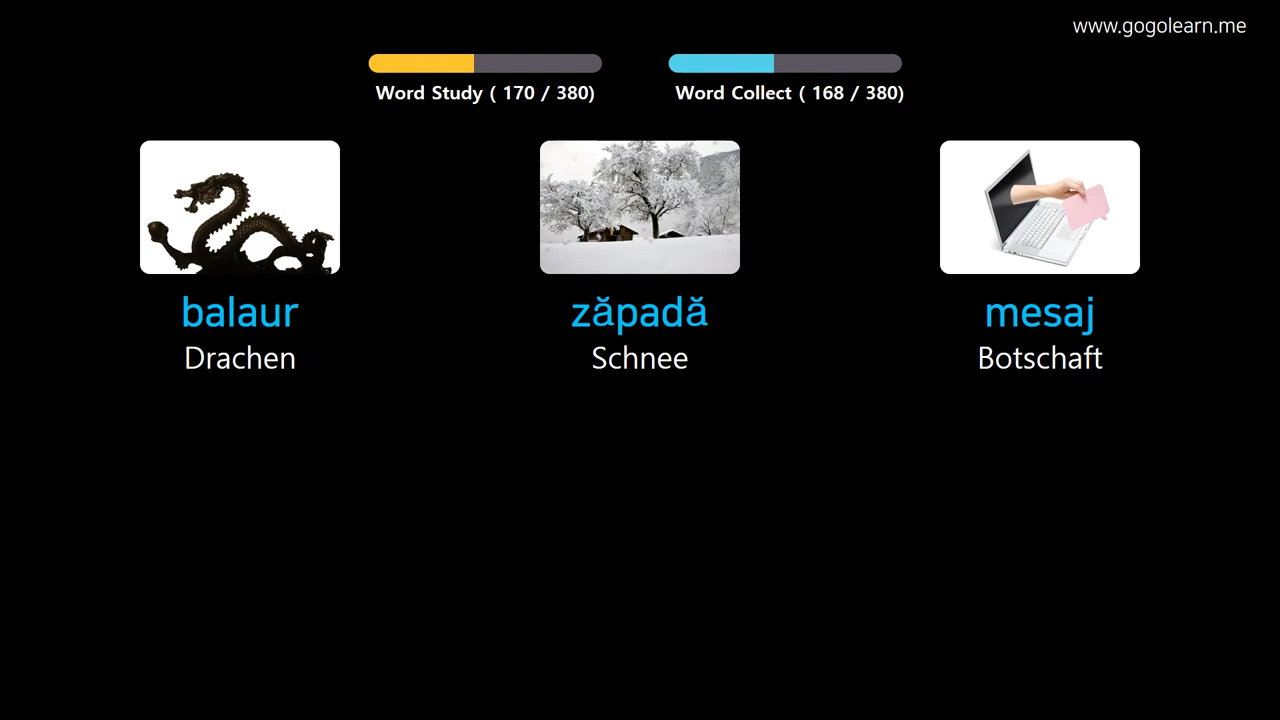 www.gogolearn.me
Word Study ( 170 / 380)
Word Collect ( 168 / 380)
balaur
Drachen
zăpadă
Schnee
mesaj
Botschaft